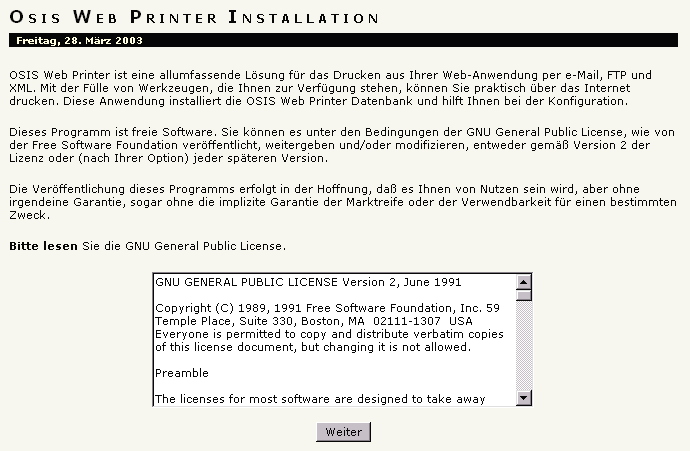 OSIS WEB PRINTER INSTALLATION
Freitag, 28. März 2003
OSIS Web Printer ist eine allumfassende Lösung für das Drucken aus Ihrer Web-Anwendung per e-Mail, FTP und
XML. Mit der Fülle von Werkzeugen, die Ihnen zur Verfügung stehen, können Sie praktisch über das Internet
drucken. Diese Anwendung installiert die OSIS Web Printer Datenbank und hilft Ihnen bei der Konfiguration.
Dieses Programm ist freie Software. Sie können es unter den Bedingungen der GNU General Public License, wie von
der Free Software Foundation veröffentlicht, weitergeben und/oder modifizieren, entweder gemäß Version 2 der
Lizenz oder (nach Ihrer Option) jeder späteren Version.
Die Veröffentlichung dieses Programms erfolgt in der Hoffnung, daß es Ihnen von Nutzen sein wird, aber ohne
irgendeine Garantie, sogar ohne die implizite Garantie der Marktreife oder der Verwendbarkeit für einen bestimmten
Zweck.
Bitte lesen Sie die GNU General Public License.
GNU GENERAL PUBLIC LICENSE Version 2, June 1991
Copyright (C) 1989, 1991 Free Software Foundation, Inc. 59
Temple Place, Suite 330, Boston, MA  02111-1307  USA
Everyone is permitted to copy and distribute verbatim copies
of this license document, but changing it is not allowed.
Preamble
The licenses for most software are designed to take away
Weiter